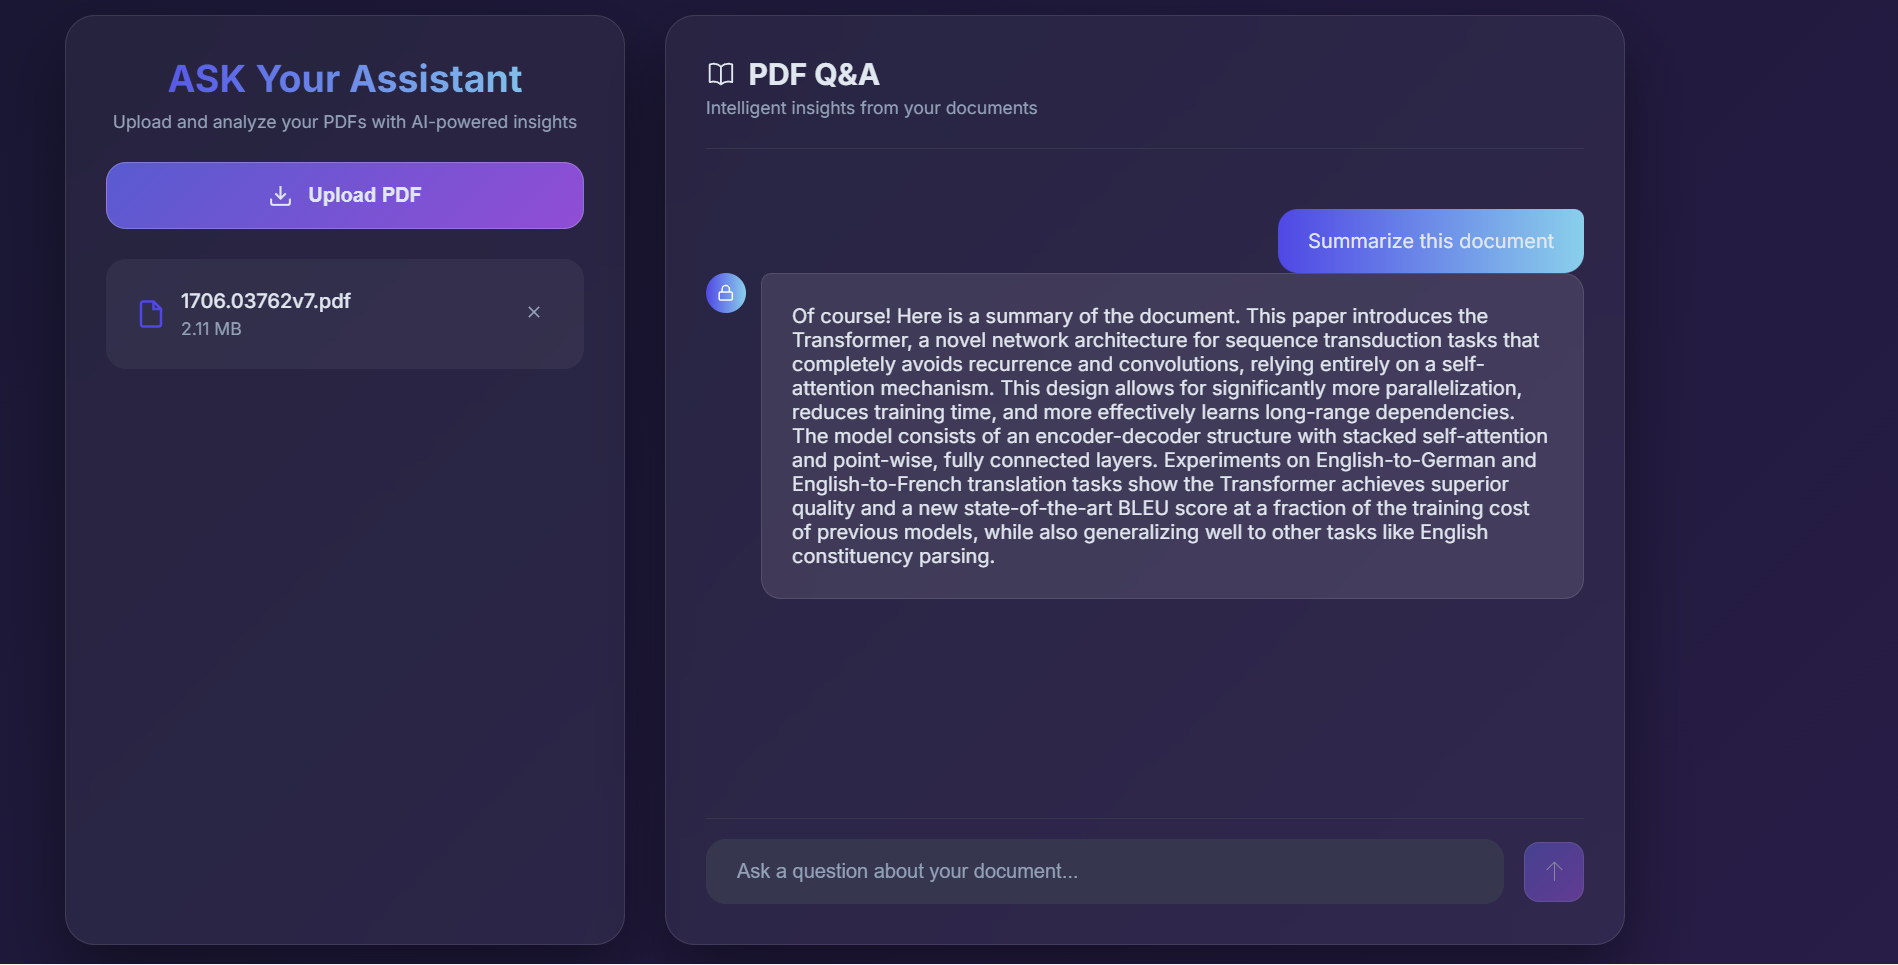 ASK Your Assistant
Upload and analyze your PDFs with AI-powered insights
Upload PDF
1706.03762v7.pdf
2.11 MB
PDF Q&A
Intelligent insights from your documents
Summarize this document
Of course! Here is a summary of the document. This paper introduces the
Transformer, a novel network architecture for sequence transduction tasks that
completely avoids recurrence and convolutions, relying entirely on a self-
attention mechanism. This design allows for significantly more parallelization,
reduces training time, and more effectively learns long-range dependencies.
The model consists of an encoder-decoder structure with stacked self-attention
and point-wise, fully connected layers. Experiments on English-to-German and
English-to-French translation tasks show the Transformer achieves superior
quality and a new state-of-the-art BLEU score at a fraction of the training cost
of previous models, while also generalizing well to other tasks like English
constituency parsing.
Ask a question about your document...